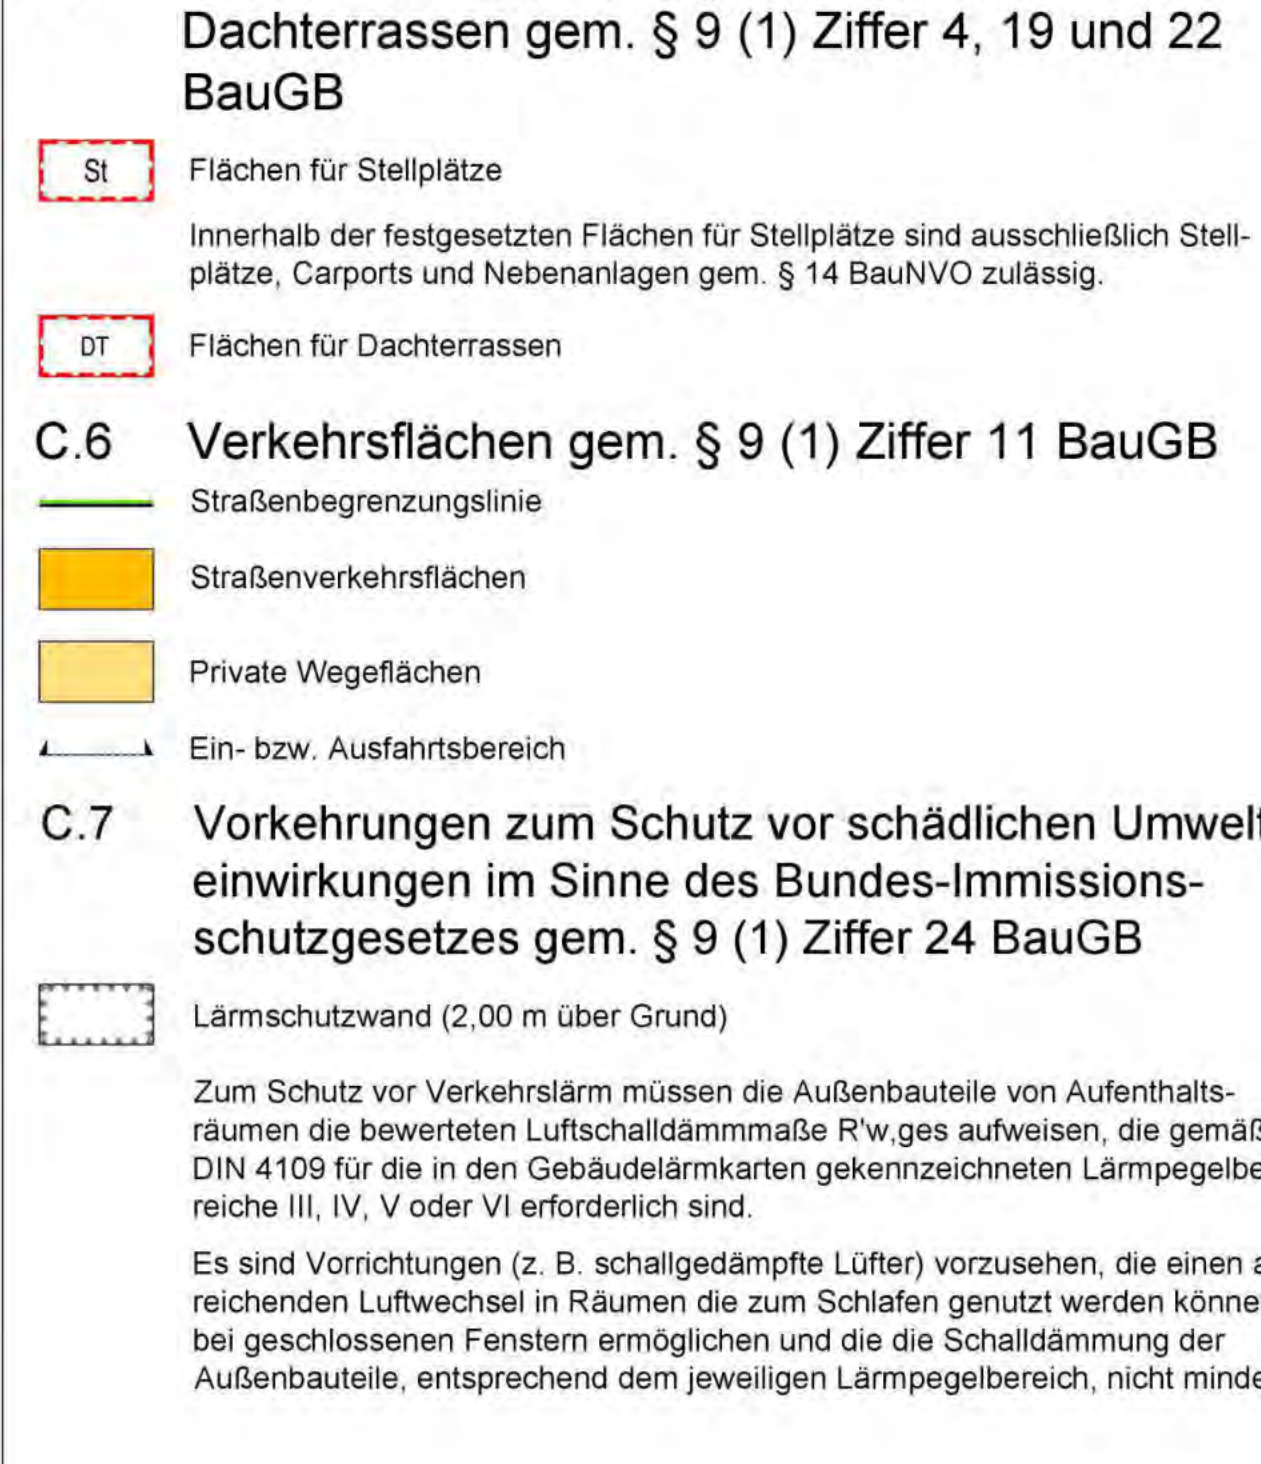 Dachterrassen gem. § 9 (1) Ziffer 4, 19 und 22
BauGB
St Flächen für Stellplätze
Innerhalb der festgesetzten Flächen für Stellplätze sind ausschließlich Stell-
plätze, Carports und Nebenanlagen gem. § 14 BauNVO zulässig.
DT Flächen für Dachterrassen
C.6 Verkehrsflächen gem. § 9 (1) Ziffer 11 BauGB
Straßenbegrenzungslinie
Straßenverkehrsflächen
Private Wegeflächen
Ein- bzw. Ausfahrtsbereich
C.7 Vorkehrungen zum Schutz vor schädlichen Umwelt
einwirkungen im Sinne des Bundes-Immissions-
schutzgesetzes gem. § 9 (1) Ziffer 24 BauGB
Lärmschutzwand (2,00 m über Grund)
Zum Schutz vor Verkehrslärm müssen die Außenbauteile von Aufenthalts-
räumen die bewerteten Luftschalldämmmaße R'w,ges aufweisen, die gemäß
DIN 4109 für die in den Gebäudelärmkarten gekennzeichneten Lärmpegelbe
reiche III, IV, V oder VI erforderlich sind.
Es sind Vorrichtungen (z. B. schallgedämpfte Lüfter) vorzusehen, die einen a
reichenden Luftwechsel in Räumen die zum Schlafen genutzt werden könne
bei geschlossenen Fenstern ermöglichen und die die Schalldämmung der
Außenbauteile, entsprechend dem jeweiligen Lärmpegelbereich, nicht minde